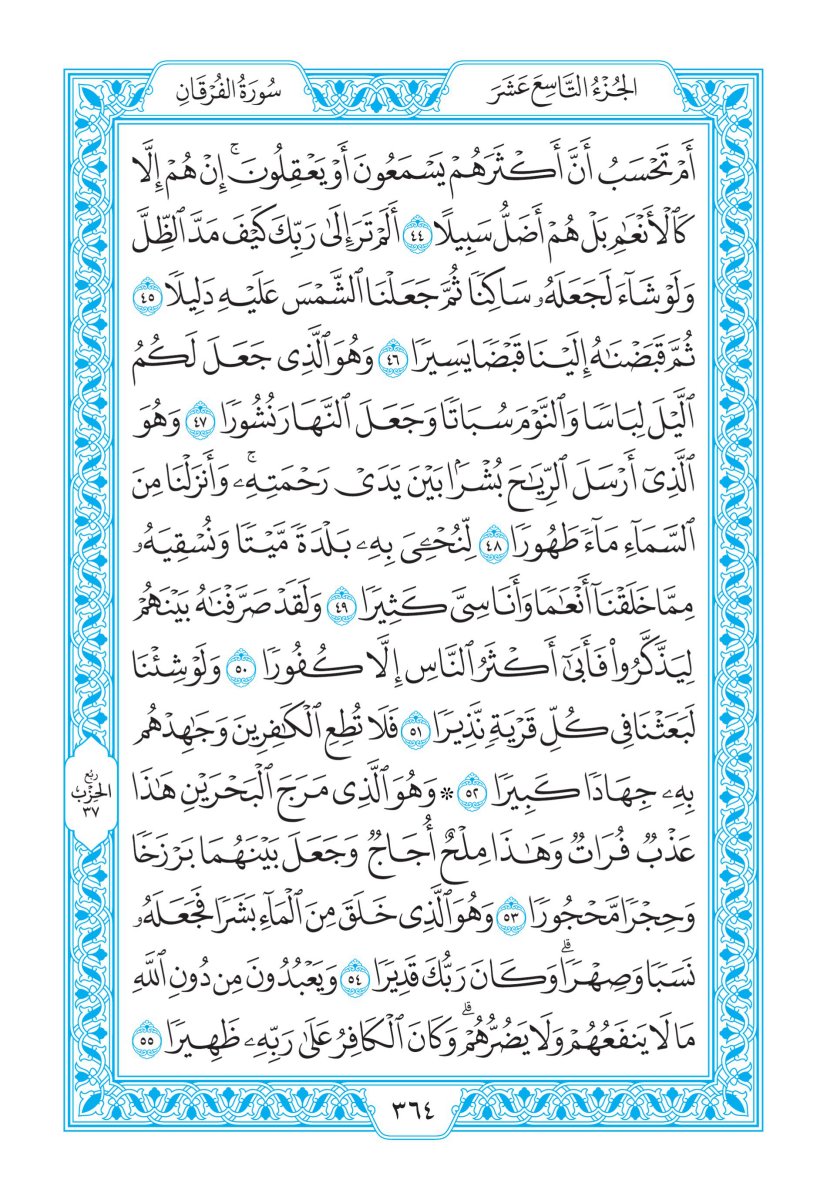 الجُزْءُ التَّاسِعَ عَشَرَ
سُورَةُ الفُرْقَانِ
أَمْ تَحْسَبُ أَنَّ أَكْثَرَهُمْ يَسْمَعُونَ أَوْ يَعْقِلُونَۚ إِنْ هُمْ إِلَّا
كَٱلْأَنْعَٰمِ بَلْ هُمْ أَضَلُّ سَبِيلًا ٤٤ أَلَمْ تَرَ إِلَىٰ رَبِّكَ كَيْفَ مَدَّ ٱلظِّلَّ
وَلَوْ شَآءَ لَجَعَلَهُۥ سَاكِنًا ثُمَّ جَعَلْنَا ٱلشَّمْسَ عَلَيْهِ دَلِيلًا ٤٥
ثُمَّ قَبَضْنَٰهُ إِلَيْنَا قَبْضًا يَسِيرًا ٤٦ وَهُوَ ٱلَّذِى جَعَلَ لَكُمُ
ٱلَّيْلَ لِبَاسًا وَٱلنَّوْمَ سُبَاتًا وَجَعَلَ ٱلنَّهَارَ نُشُورًا ٤٧ وَهُوَ
ٱلَّذِىٓ أَرْسَلَ ٱلرِّيَٰحَ بُشْرًۢا بَيْنَ يَدَىْ رَحْمَتِهِۦۚ وَأَنزَلْنَا مِنَ
ٱلسَّمَآءِ مَآءً طَهُورًا ٤٨ لِّنُحْۦِىَ بِهِۦ بَلْدَةً مَّيْتًا وَنُسْقِيَهُۥ
مِمَّا خَلَقْنَآ أَنْعَٰمًا وَأَنَاسِىَّ كَثِيرًا ٤٩ وَلَقَدْ صَرَّفْنَٰهُ بَيْنَهُمْ
لِيَذَّكَّرُوا۟ فَأَبَىٰٓ أَكْثَرُ ٱلنَّاسِ إِلَّا كُفُورًا ٥٠ وَلَوْ شِئْنَا
لَبَعَثْنَا فِى كُلِّ قَرْيَةٍ نَّذِيرًا ٥١ فَلَا تُطِعِ ٱلْكَٰفِرِينَ وَجَٰهِدْهُم
بِهِۦ جِهَادًا كَبِيرًا ٥٢ * وَهُوَ ٱلَّذِى مَرَجَ ٱلْبَحْرَيْنِ هَٰذَا
عَذْبٌ فُرَاتٌ وَهَٰذَا مِلْحٌ أُجَاجٌ وَجَعَلَ بَيْنَهُمَا بَرْزَخًا
وَحِجْرًا مَّحْجُورًا ٥٣ وَهُوَ ٱلَّذِى خَلَقَ مِنَ ٱلْمَآءِ بَشَرًا فَجَعَلَهُۥ
نَسَبًا وَصِهْرًاۗ وَكَانَ رَبُّكَ قَدِيرًا ٥٤ وَيَعْبُدُونَ مِن دُونِ ٱللَّهِ
مَا لَا يَنفَعُهُمْ وَلَا يَضُرُّهُمْۗ وَكَانَ ٱلْكَافِرُ عَلَىٰ رَبِّهِۦ ظَهِيرًا ٥٥
رُبُع
الحِزْبِ
٣٧
٣٦٤